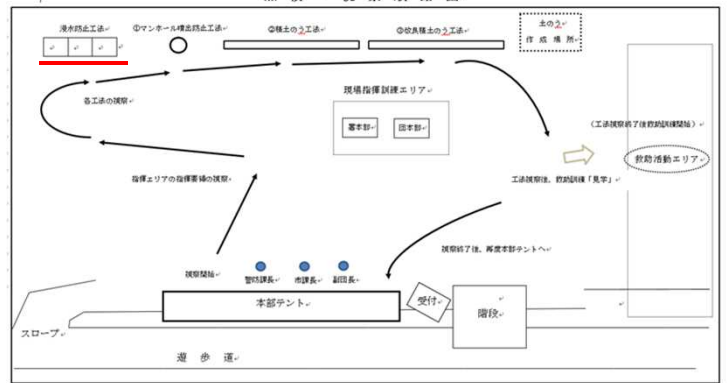 浸水防止工法
①マンホール噴出防止工法
②積土のう工法
③改良積土のう工法
土のう
作成場所
各工法の視察
現場指揮訓練エリア
署本部
団本部
（工法視察終了後救助訓練開始）
救助活動エリア
指揮エリアの指揮要領の視察
工法視察後、救助訓練「見学」
視察終了後、再度本部テントへ
視察開始
警防課長
市課長
副団長
本部テント
受付
階段
スロープ
遊歩道